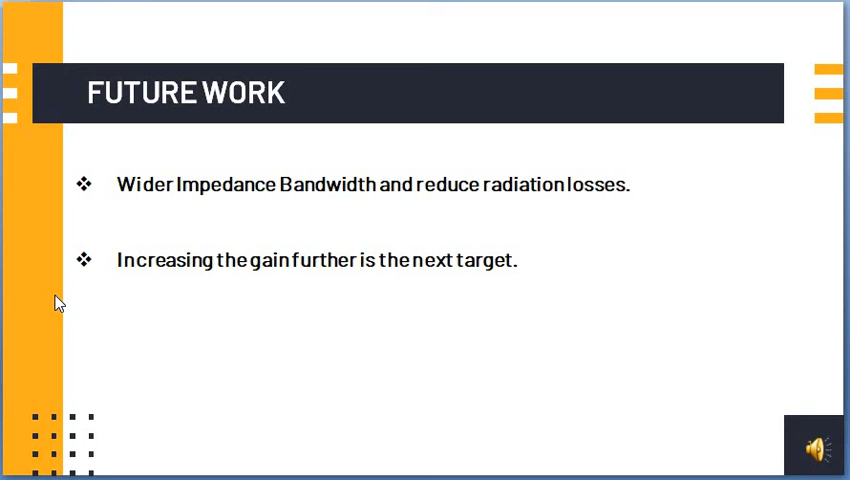 FUTURE WORK
Wider Impedance Bandwidth and reduce radiation losses.
Increasing the gain further is the next target.